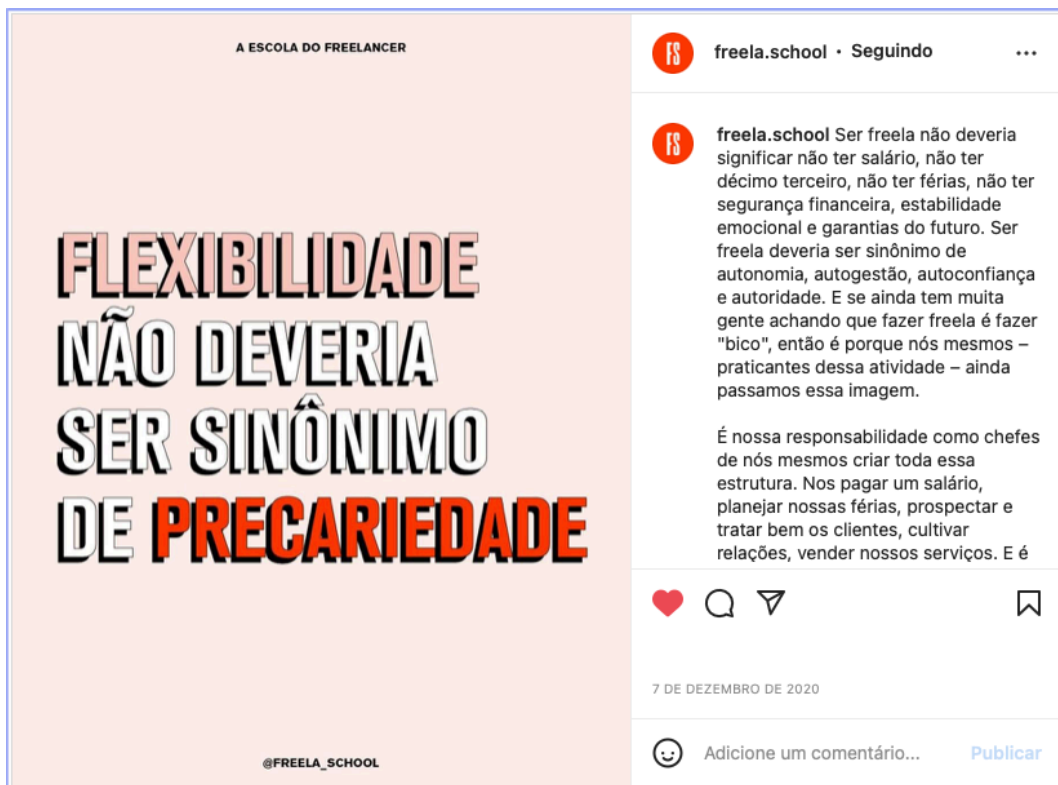 A ESCOLA DO FREELANCER
FLEXIBILIDADE
NÃO DEVERIA
SER SINÔNIMO
DE PRECARIEDADE
@FREELA_SCHOOL
FS
freela.school • Seguindo
FS
freela.school Ser freela não deveria
significar não ter salário, não ter
décimo terceiro, não ter férias, não ter
segurança financeira, estabilidade
emocional e garantias do futuro. Ser
freela deveria ser sinônimo de
autonomia, autogestão, autoconfiança
e autoridade. E se ainda tem muita
gente achando que fazer freela é fazer
"bico", então é porque nós mesmos –
praticantes dessa atividade – ainda
passamos essa imagem.
É nossa responsabilidade como chefes
de nós mesmos criar toda essa
estrutura. Nos pagar um salário,
planejar nossas férias, prospectar e
tratar bem os clientes, cultivar
relações, vender nossos serviços. E é
7 DE DEZEMBRO DE 2020
Adicione um comentário... Publicar